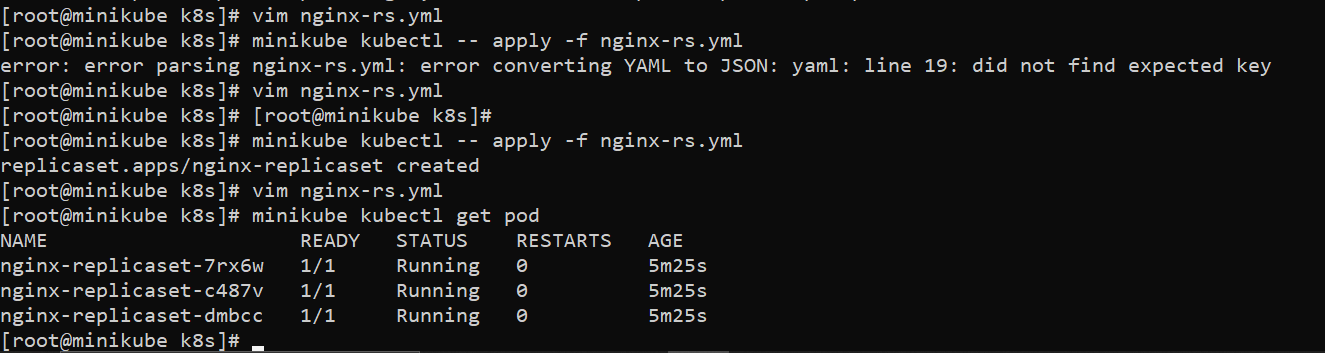 [root@minikube k8s]# vim nginx-rs.yml
[root@minikube k8s]# minikube kubectl -- apply -f nginx-rs.yml
error: error parsing nginx-rs.yml: error converting YAML to JSON: yaml: line 19: did not find expected key
[root@minikube k8s]# vim nginx-rs.yml
[root@minikube k8s]# [root@minikube k8s]#
[root@minikube k8s]# minikube kubectl -- apply -f nginx-rs.yml
replicaset.apps/nginx-replicaset created
[root@minikube k8s]# vim nginx-rs.yml
[root@minikube k8s]# minikube kubectl get pod
NAME                     READY   STATUS    RESTARTS   AGE
nginx-replicaset-7rx6w   1/1     Running   0          5m25s
nginx-replicaset-c487v   1/1     Running   0          5m25s
nginx-replicaset-dmbcc   1/1     Running   0          5m25s
[root@minikube k8s]#